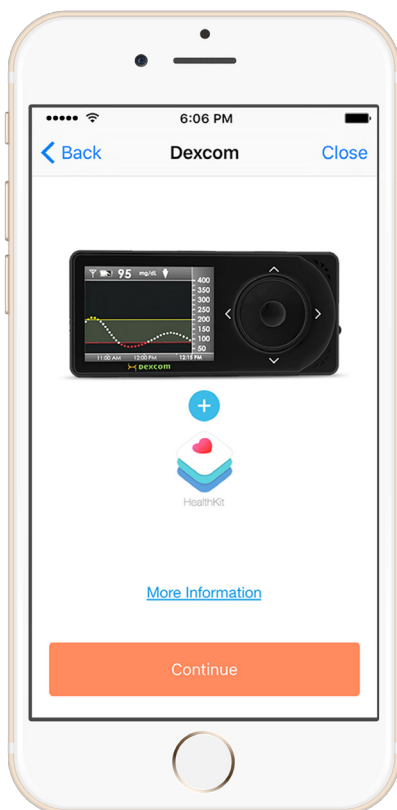 6:06 PM
Back
Dexcom
Close
95 mg/dL
400
350
300
250
200
150
100
50
11:00 AM 12:00 PM 12:15 PM
DEXCOM
HealthKit
More Information
Continue